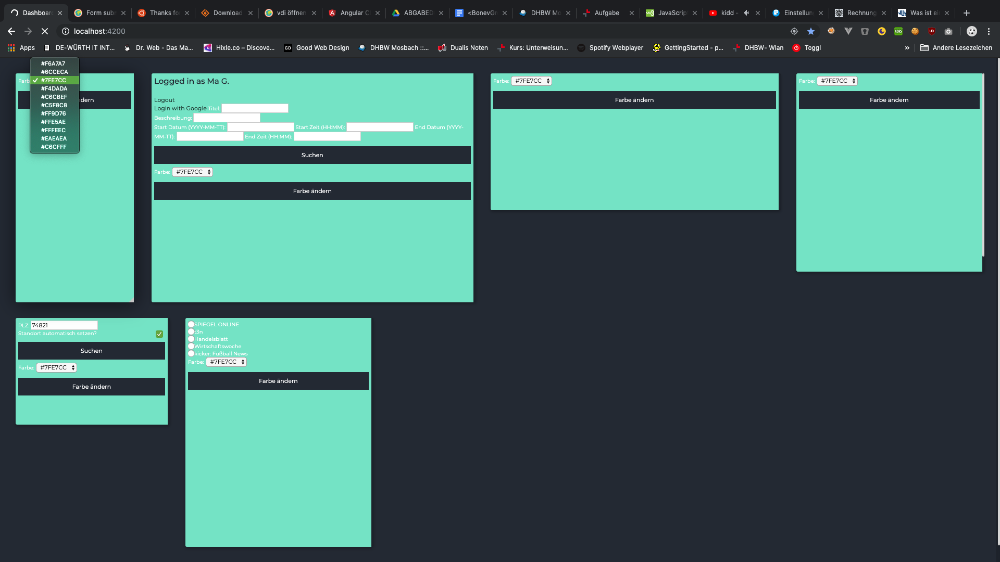 Dashboar
Form subr
Thanks fo
Download
vdi öffnen
Angular C
ABGABED
<BonevGr
DHBW Mo
Aufgabe
JavaScrip
kidd -
Einstellun
Rechnung
Was ist ei
localhost:4200
Apps
DE-WÜRTH IT INT...
Dr. Web - Das Ma...
Hixle.co – Discove...
GD
Good Web Design
DHBW Mosbach ::...
Dualis Noten
Kurs: Unterweisun...
Spotify Webplayer
GettingStarted - p...
DHBW- Wlan
Toggl
»
Andere Lesezeichen
Farb
#F6A7A7
#6CCECA
✓ #7FE7CC
#F4DADA
#C6CBEF
#C5F8C8
#FF9D76
#FFE5AE
#FFFEEC
#EAEAEA
#C6CFFF
ndern
Logged in as Ma G.
Logout
Login with Google Titel:
Beschreibung:
Start Datum (YYYY-MM-TT): Start Zeit (HH:MM): End Datum (YYYY-
MM-TT): End Zeit (HH:MM):
Suchen
Farbe: #7FE7CC
Farbe ändern
Farbe: #7FE7CC
Farbe ändern
Farbe: #7FE7CC
Farbe ändern
PLZ: 74821
Standort automatisch setzen?
Suchen
Farbe: #7FE7CC
Farbe ändern
SPIEGEL ONLINE
t3n
Handelsblatt
Wirtschaftswoche
kicker: Fußball News
Farbe: #7FE7CC
Farbe ändern